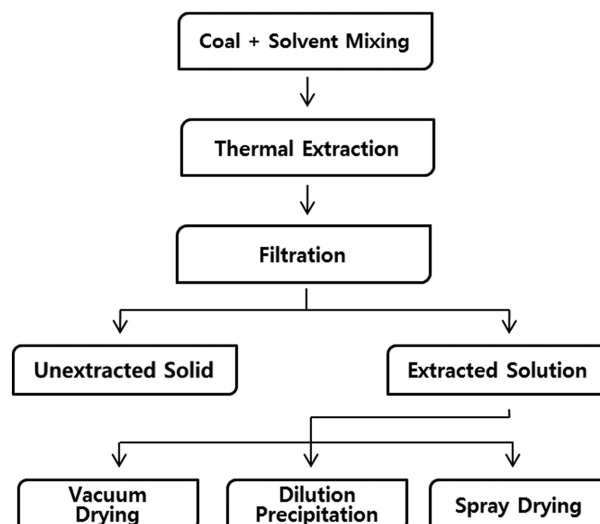 Coal + Solvent Mixing
Thermal Extraction
Filtration
Unextracted Solid
Extracted Solution
Vacuum
Drying
Dilution
Precipitation
Spray Drying